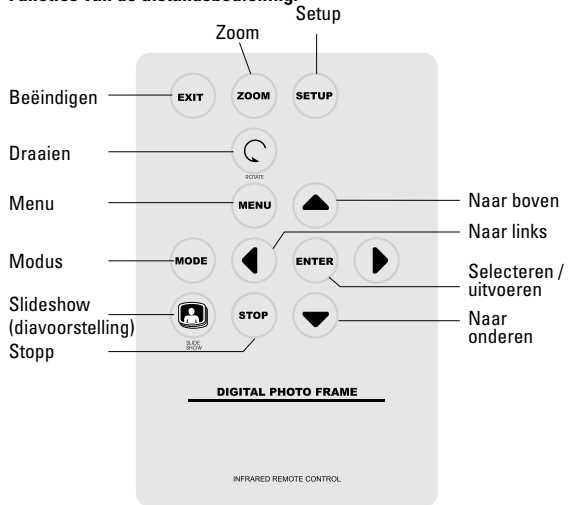 Functies van de afstandsbediening:
Setup
Zoom
Beëindigen
EXIT
ZOOM
SETUP
Draaien
ROTATE
Menu
MENU
Naar boven
Naar links
Modus
MODE
ENTER
Selecteren /
uitvoeren
Slideshow
(diavoorstelling)
SLIDE
SHOW
STOP
Naar
onderen
Stopp
DIGITAL PHOTO FRAME
INFRARED REMOTE CONTROL